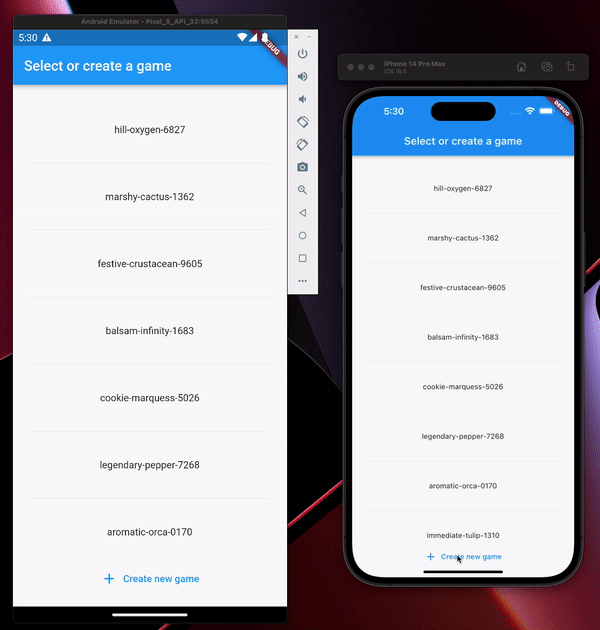 Android Emulator - Pixel_5_API_33:5554
5:30
DEBUG
Select or create a game
hill-oxygen-6827
marshy-cactus-1362
festive-crustacean-9605
balsam-infinity-1683
cookie-marquess-5026
legendary-pepper-7268
aromatic-orca-0170
+ Create new game
iPhone 14 Pro Max
iOS 16.0
5:30
DEBUG
Select or create a game
hill-oxygen-6827
marshy-cactus-1362
festive-crustacean-9605
balsam-infinity-1683
cookie-marquess-5026
legendary-pepper-7268
aromatic-orca-0170
immediate-tulip-1310
+ Create new game